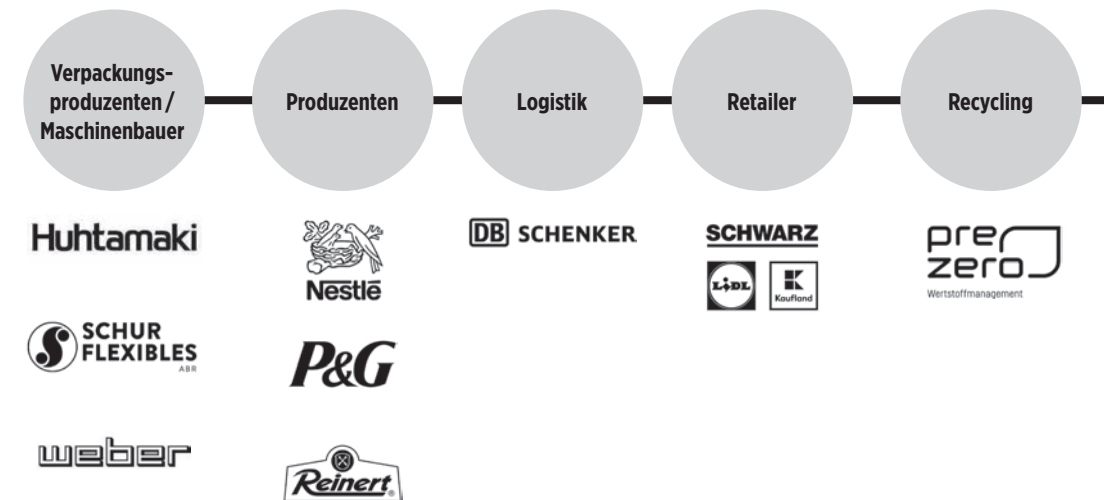 Verpackungs-
produzenten /
Maschinenbauer
Produzenten
Logistik
Retailer
Recycling
Huhtamaki
SCHUR
FLEXIBLES
ABR
weber
Nestlē
P&G
Reinert®
DB SCHENKER
SCHWARZ
LiDL
K
Kaufland
pre
zero
Wertstoffmanagement